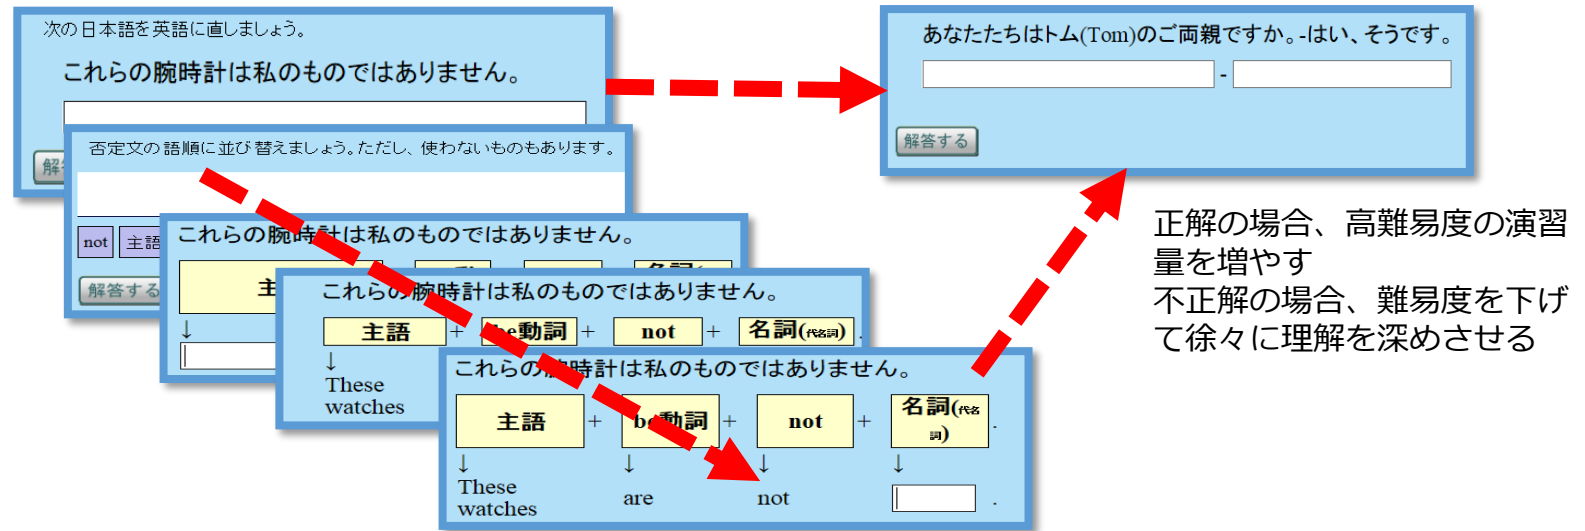 次の日本語を英語に直しましょう。
これらの腕時計は私のものではありません。
解
否定文の語順に並び替えましょう。ただし、使わないものもあります。
not 主語
解答する
これらの腕時計は私のものではありません。
主
↓
これらの腕時計は私のものではありません。
主語 + be動詞 + not + 名詞(代名詞) .
↓
These
watches
これらの腕時計は私のものではありません。
主語 + be動詞 + not + 名詞(代名詞) .
↓ ↓ ↓ ↓
These
watches are not .
あなたたちはトム(Tom)のご両親ですか。-はい、そうです。
-
解答する
正解の場合、高難易度の演習
量を増やす
不正解の場合、難易度を下げ
て徐々に理解を深めさせる